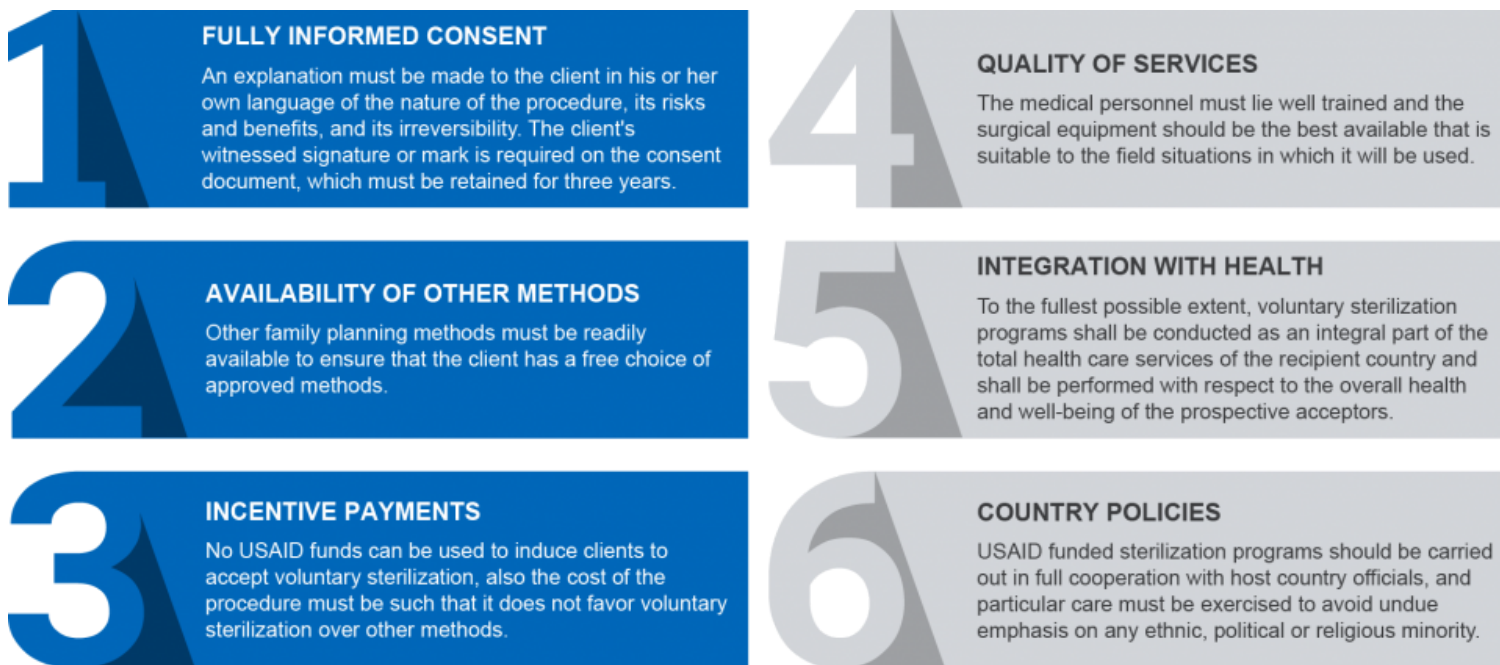 1
FULLY INFORMED CONSENT
An explanation must be made to the client in his or her
own language of the nature of the procedure, its risks
and benefits, and its irreversibility. The client's
witnessed signature or mark is required on the consent
document, which must be retained for three years.
2
AVAILABILITY OF OTHER METHODS
Other family planning methods must be readily
available to ensure that the client has a free choice of
approved methods.
3
INCENTIVE PAYMENTS
No USAID funds can be used to induce clients to
accept voluntary sterilization, also the cost of the
procedure must be such that it does not favor voluntary
sterilization over other methods.
4
QUALITY OF SERVICES
The medical personnel must lie well trained and the
surgical equipment should be the best available that is
suitable to the field situations in which it will be used.
5
INTEGRATION WITH HEALTH
To the fullest possible extent, voluntary sterilization
programs shall be conducted as an integral part of the
total health care services of the recipient country and
shall be performed with respect to the overall health
and well-being of the prospective acceptors.
6
COUNTRY POLICIES
USAID funded sterilization programs should be carried
out in full cooperation with host country officials, and
particular care must be exercised to avoid undue
emphasis on any ethnic, political or religious minority.